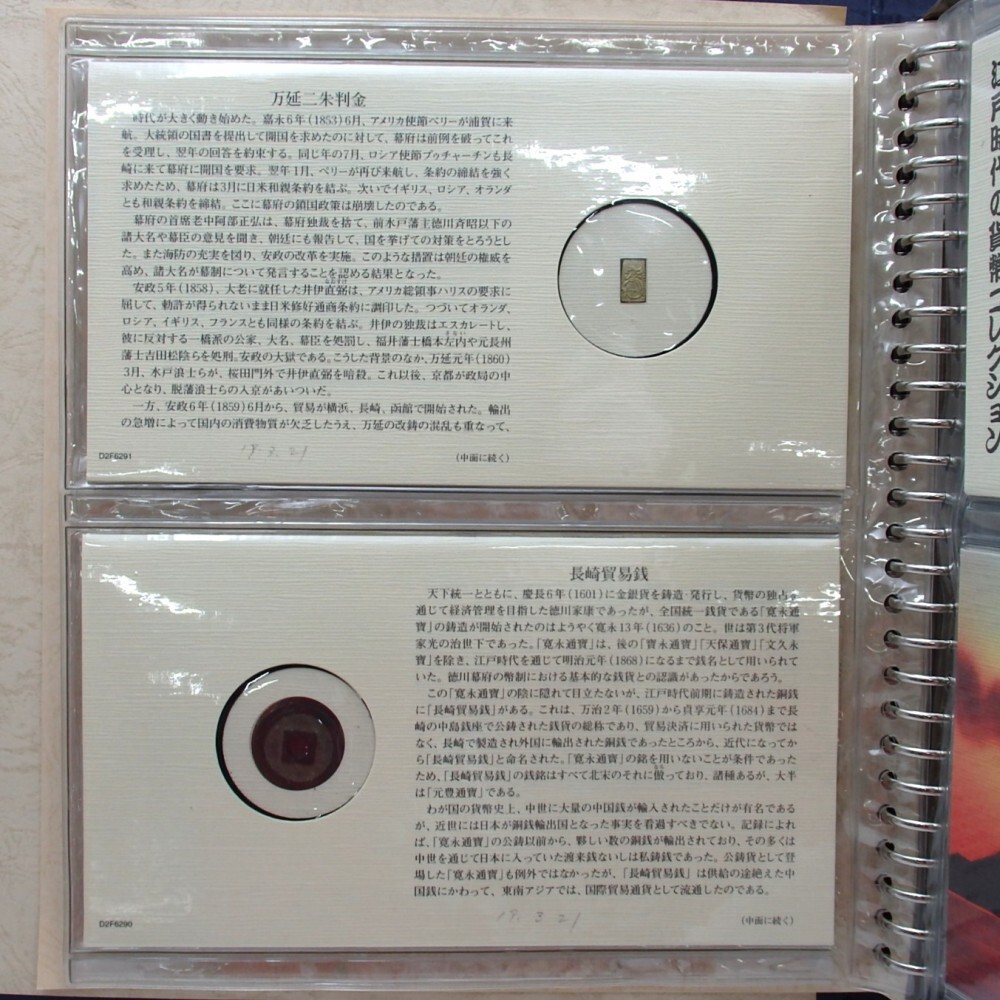 万延二朱判金
時代が大きく動き始めた。嘉永6年(1853)6月、アメリカ使節ペリーが浦賀に来
航。大統領の国書を提出して開国を求めたのに対して、幕府は前例を破ってこれ
を受理し、翌年の回答を約束する。同じ年の7月、ロシア使節プゥチャーチンも長
崎に来て幕府に開国を要求。翌年1月、ペリーが再び来航し、条約の締結を強く
求めたため、幕府は3月に日米和親条約を結ぶ。次いでイギリス、ロシア、オランダ
とも和親条約を締結。ここに幕府の鎖国政策は崩壊したのである。
幕府の首席老中阿部正弘は、幕府独裁を捨て、前水戸藩主徳川斉昭以下の
諸大名や幕臣の意見を聞き、朝廷にも報告して、国を挙げての対策をとろうとし
た。また海防の充実を図り、安政の改革を実施。このような措置は朝廷の権威を
高め、諸大名が幕制について発言することを認める結果となった。
安政5年(1858)、大老に就任した井伊直弼は、アメリカ総領事ハリスの要求に
屈して、勅許が得られないまま日米修好通商条約に調印した。つづいてオランダ、
ロシア、イギリス、フランスとも同様の条約を結ぶ。井伊の独裁はエスカレートし、
彼に反対する一橋派の公家、大名、幕臣を処罰し、福井藩士橋本左内や元長州
藩士吉田松陰らを処刑。安政の大獄である。こうした背景のなか、万延元年(1860)
3月、水戸浪士らが、桜田門外で井伊直弼を暗殺。これ以後、京都が政局の中
心となり、脱藩浪士らの入京があいついだ。
一方、安政6年(1859)6月から、貿易が横浜、長崎、函館で開始された。輸出
の急増によって国内の消費物質が欠乏したうえ、万延の改鋳の混乱も重なって、
D2F6291
19.3.21
(中面に続く)
長崎貿易銭
天下統一とともに、慶長6年(1601)に金銀貨を鋳造・発行し、貨幣の独占を
通じて経済管理を目指した徳川家康であったが、全国統一銭貨である「寛永通
寶」の鋳造が開始されたのはようやく寛永13年(1636)のこと。世は第3代将軍
家光の治世下であった。「寛永通寶」は、後の「寶永通寶」「天保通寶」「文久永
寶」を除き、江戸時代を通じて明治元年(1868)になるまで銭名として用いられて
いた。徳川幕府の幣制における基本的な銭貨との認識があったからであろう。
この「寛永通寶」の陰に隠れて目立たないが、江戸時代前期に鋳造された銅銭
に「長崎貿易銭」がある。これは、万治2年(1659)から貞享元年(1684)まで長
崎の中島銭座で公鋳された銭貨の総称であり、貿易決済に用いられた貨幣では
なく、長崎で製造され外国に輸出された銅銭であったところから、近代になってか
ら「長崎貿易銭」と命名された。「寛永通寶」の銘を用いないことが条件であった
ため、「長崎貿易銭」の銭銘はすべて北宋のそれに倣っており、諸種あるが、大半
は「元豊通寶」である。
わが国の貨幣史上、中世に大量の中国銭が輸入されたことだけが有名である
が、近世には日本が銅銭輸出国となった事実を看過すべきでない。記録によれ
ば、「寛永通寶」の公鋳以前から、夥しい数の銅銭が輸出されており、その多くは
中世を通じて日本に入っていた渡来銭ないしは私鋳銭であった。公鋳貨として登
場した「寛永通寶」も例外ではなかったが、「長崎貿易銭」は供給の途絶えた中
国銭にかわって、東南アジアでは、国際貿易通貨として流通したのである。
D2F6290
19.3.21
(中面に続く)
江戸時代の貨幣コレクション